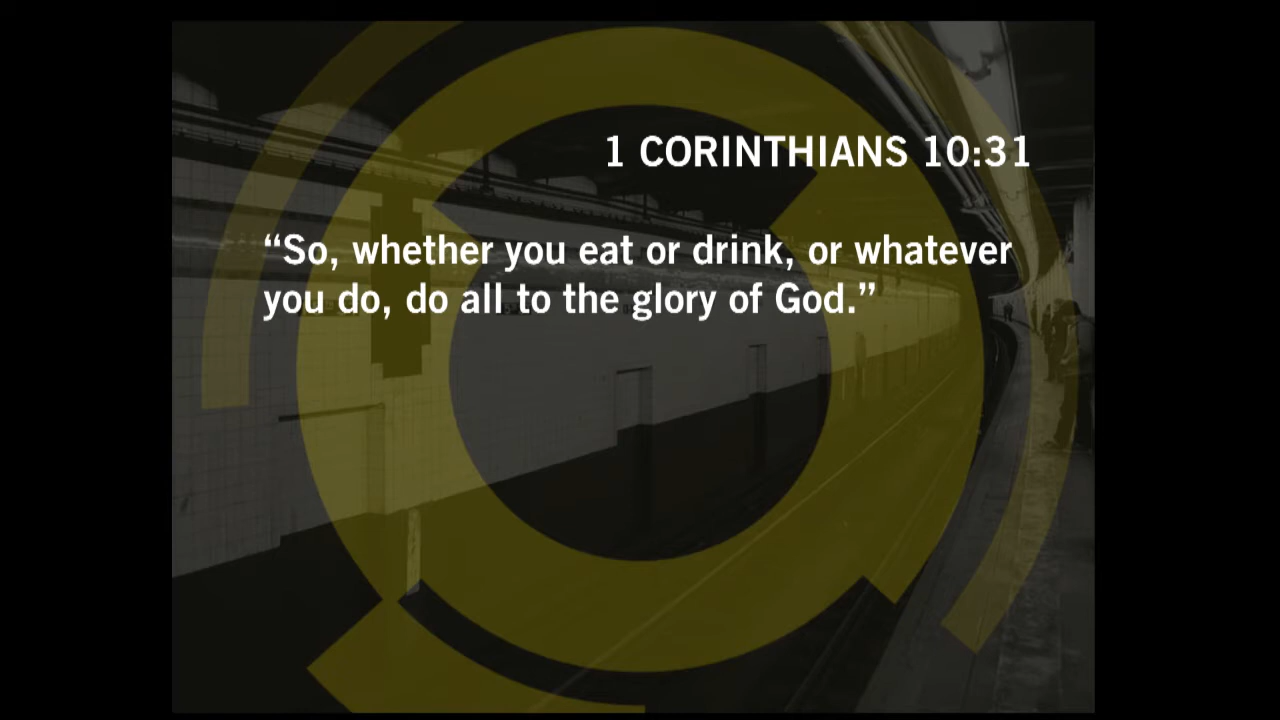 1 CORINTHIANS 10:31
“So, whether you eat or drink, or whatever
you do, do all to the glory of God.”